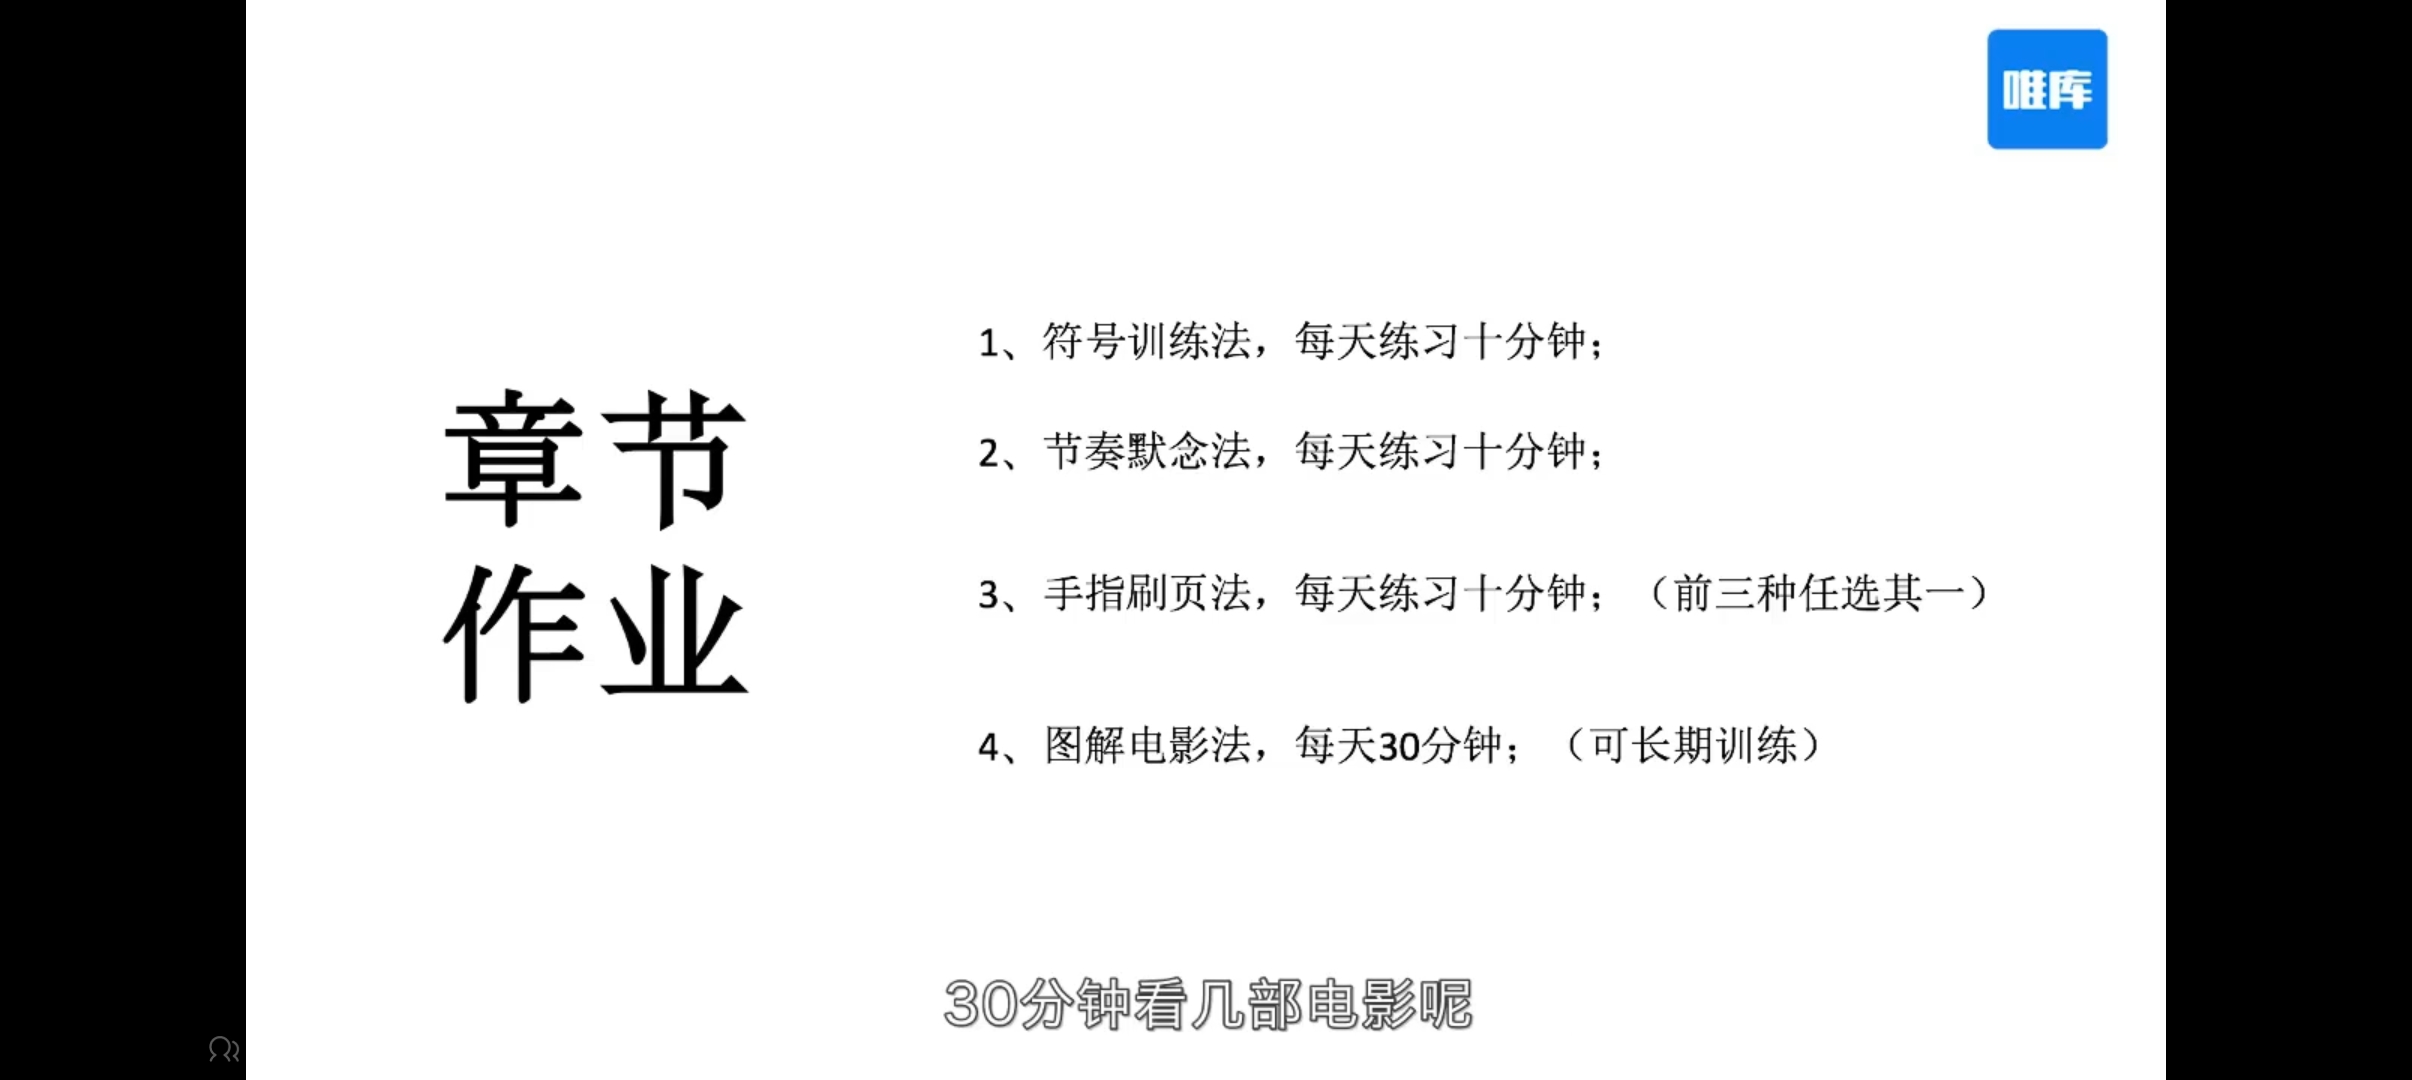 唯库
章节
作业
1、符号训练法，每天练习十分钟；
2、节奏默念法，每天练习十分钟；
3、手指刷页法，每天练习十分钟；（前三种任选其一）
4、图解电影法，每天30分钟；（可长期训练）
30分钟看几部电影呢